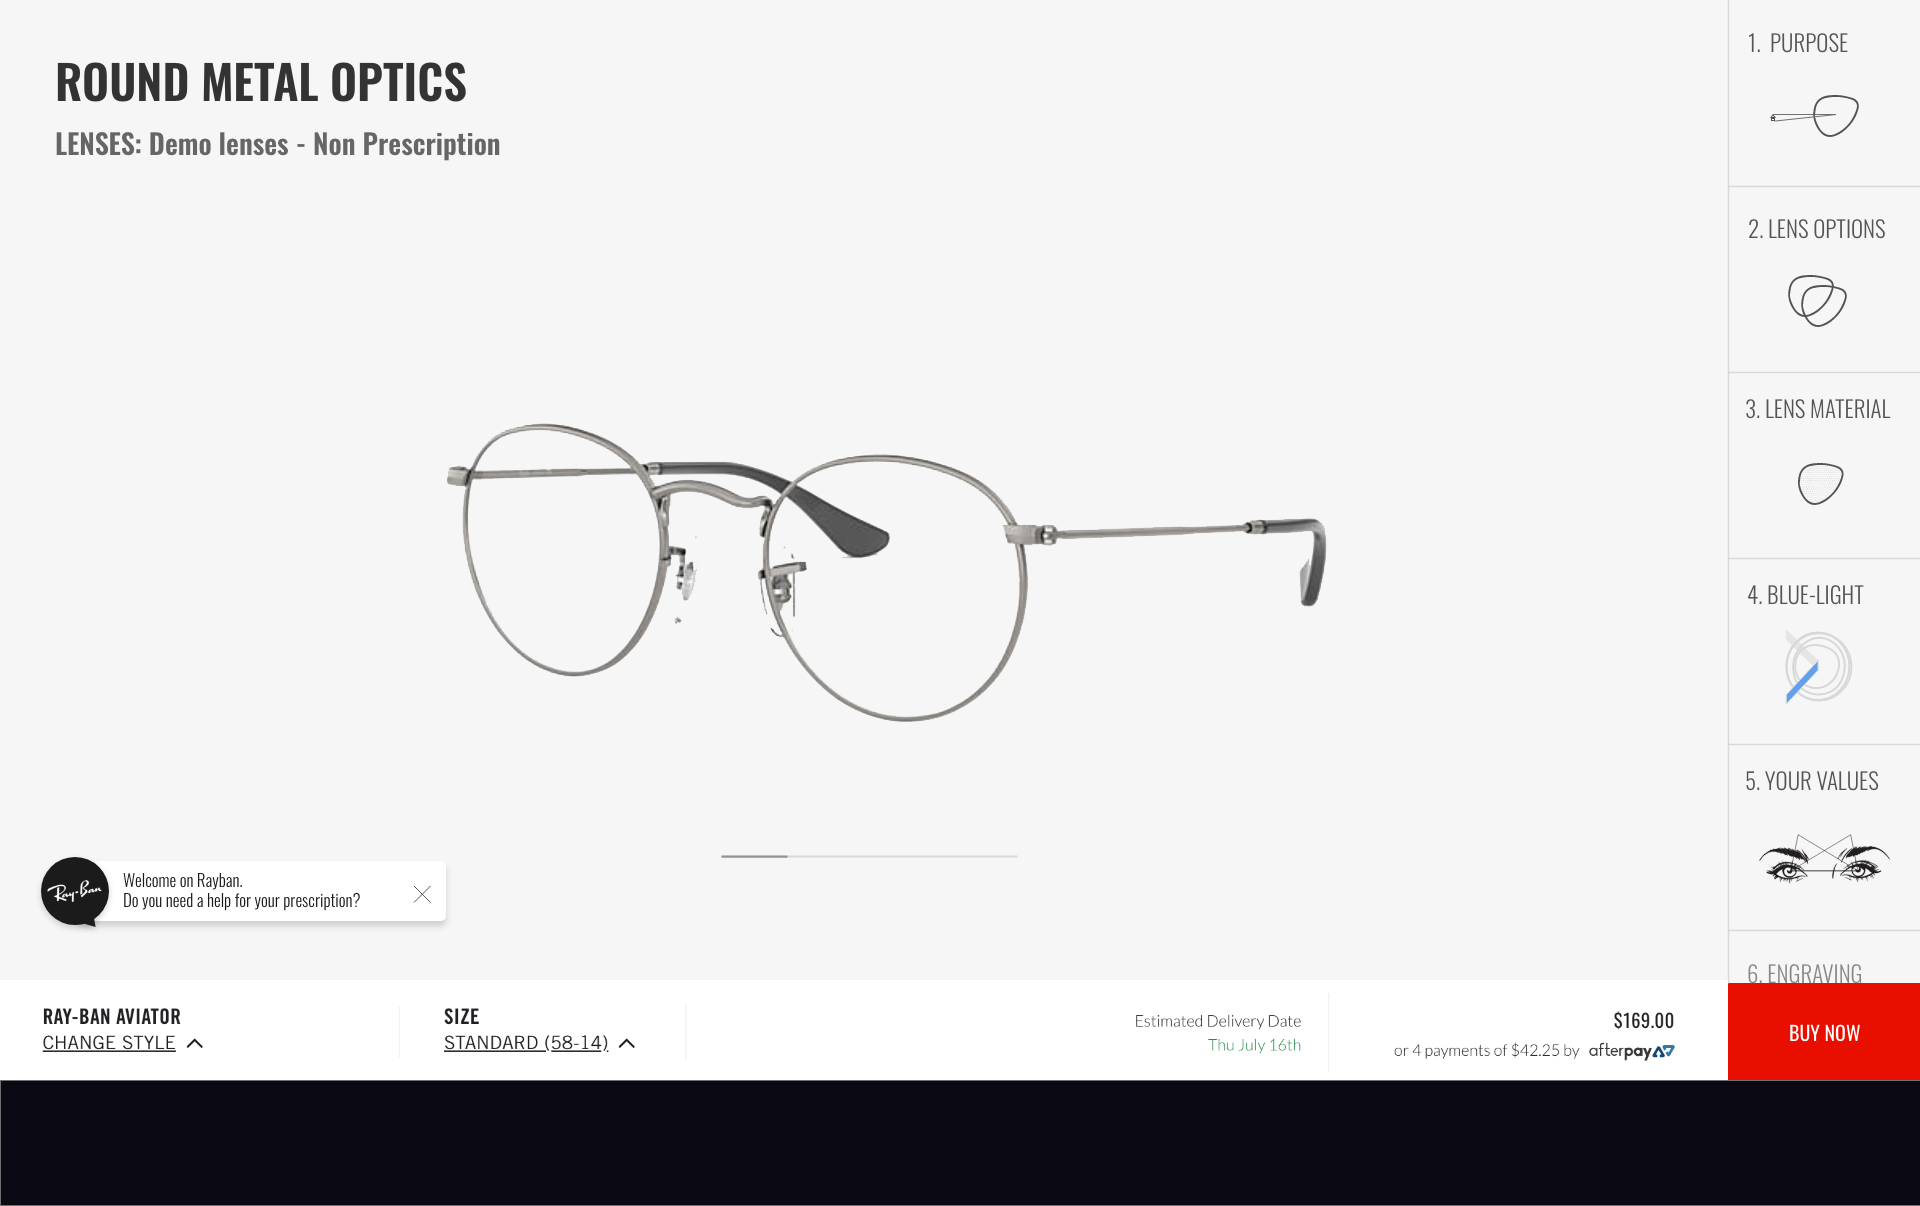 ROUND METAL OPTICS
LENSES: Demo lenses - Non Prescription
1. PURPOSE
2. LENS OPTIONS
3. LENS MATERIAL
4. BLUE-LIGHT
5. YOUR VALUES
6. ENGRAVING
Ray-Ban
Welcome on Rayban.
Do you need a help for your prescription?
RAY-BAN AVIATOR
CHANGE STYLE
SIZE
STANDARD (58-14)
Estimated Delivery Date
Thu July 16th
$169.00
or 4 payments of $42.25 by afterpay
BUY NOW